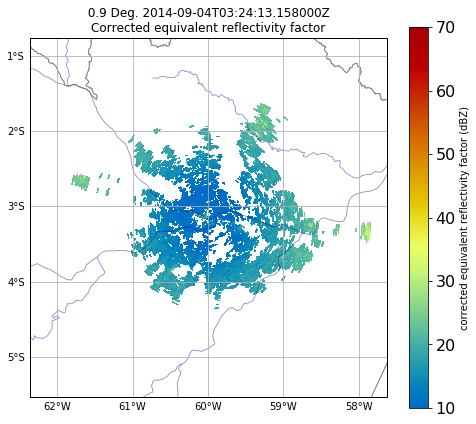 0.9 Deg. 2014-09-04T03:24:13.158000Z
Corrected equivalent reflectivity factor
1°S
2°S
3°S
4°S
5°S
62°W
61°W
60°W
59°W
58°W
70
60
50
40
30
20
10
corrected equivalent reflectivity factor (dBZ)